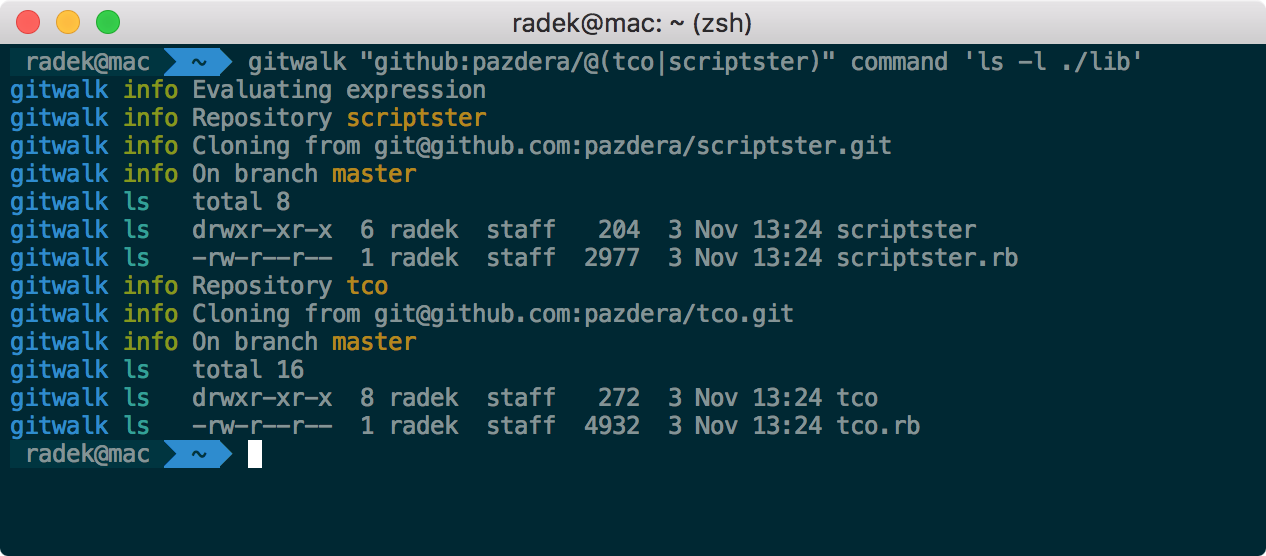 radek@mac: ~ (zsh)
radek@mac ~ gitwalk "github:pazdera/@(tco|scriptster)" command 'ls -l ./lib'
gitwalk info Evaluating expression
gitwalk info Repository scriptster
gitwalk info Cloning from git@github.com:pazdera/scriptster.git
gitwalk info On branch master
gitwalk ls   total 8
gitwalk ls   drwxr-xr-x  6 radek  staff   204  3 Nov 13:24 scriptster
gitwalk ls   -rw-r--r--  1 radek  staff  2977  3 Nov 13:24 scriptster.rb
gitwalk info Repository tco
gitwalk info Cloning from git@github.com:pazdera/tco.git
gitwalk info On branch master
gitwalk ls   total 16
gitwalk ls   drwxr-xr-x  8 radek  staff   272  3 Nov 13:24 tco
gitwalk ls   -rw-r--r--  1 radek  staff  4932  3 Nov 13:24 tco.rb
radek@mac ~